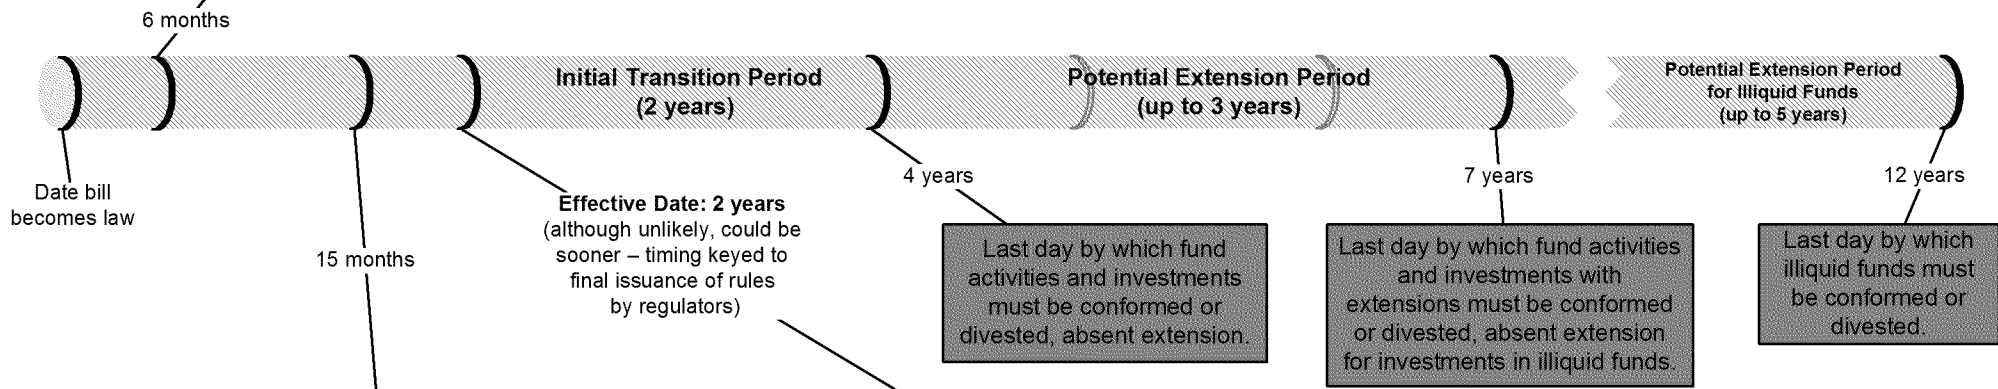 6 months
Initial Transition Period
(2 years)
Potential Extension Period
(up to 3 years)
Potential Extension Period
for Illiquid Funds
(up to 5 years)
Date bill
becomes law
15 months
Effective Date: 2 years
(although unlikely, could be
sooner – timing keyed to
final issuance of rules
by regulators)
4 years
Last day by which fund
activities and investments
must be conformed or
divested, absent extension.
7 years
Last day by which fund activities
and investments with
extensions must be conformed
or divested, absent extension
for investments in illiquid funds.
12 years
Last day by which
illiquid funds must
be conformed or
divested.